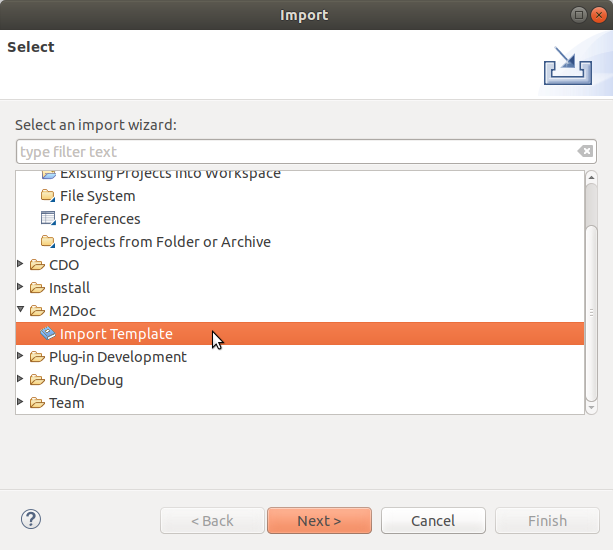 Import
Select
Select an import wizard:
type filter text
Existing Projects into Workspace
File System
Preferences
Projects from Folder or Archive
CDO
Install
M2Doc
Import Template
Plug-in Development
Run/Debug
Team
?
< Back
Next >
Cancel
Finish